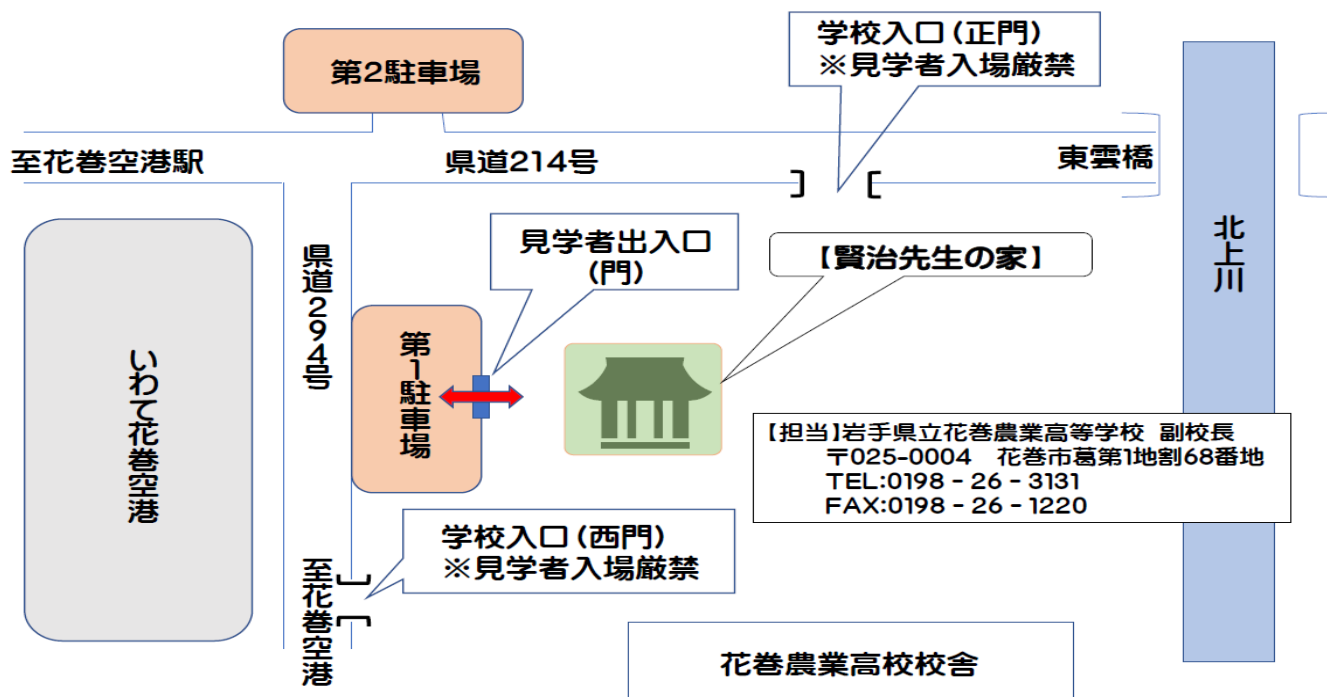 学校入口(正門)
※見学者入場厳禁
第2駐車場
至花巻空港駅
県道214号
東雲橋
北上川
見学者出入口
(門)
【賢治先生の家】
県道294号
いわて花巻空港
第1駐車場
【担当】岩手県立花巻農業高等学校 副校長
〒025-0004 花巻市葛第1地割68番地
TEL:0198 - 26 - 3131
FAX:0198 - 26 - 1220
学校入口(西門)
※見学者入場厳禁
至花巻空港
花巻農業高校校舎